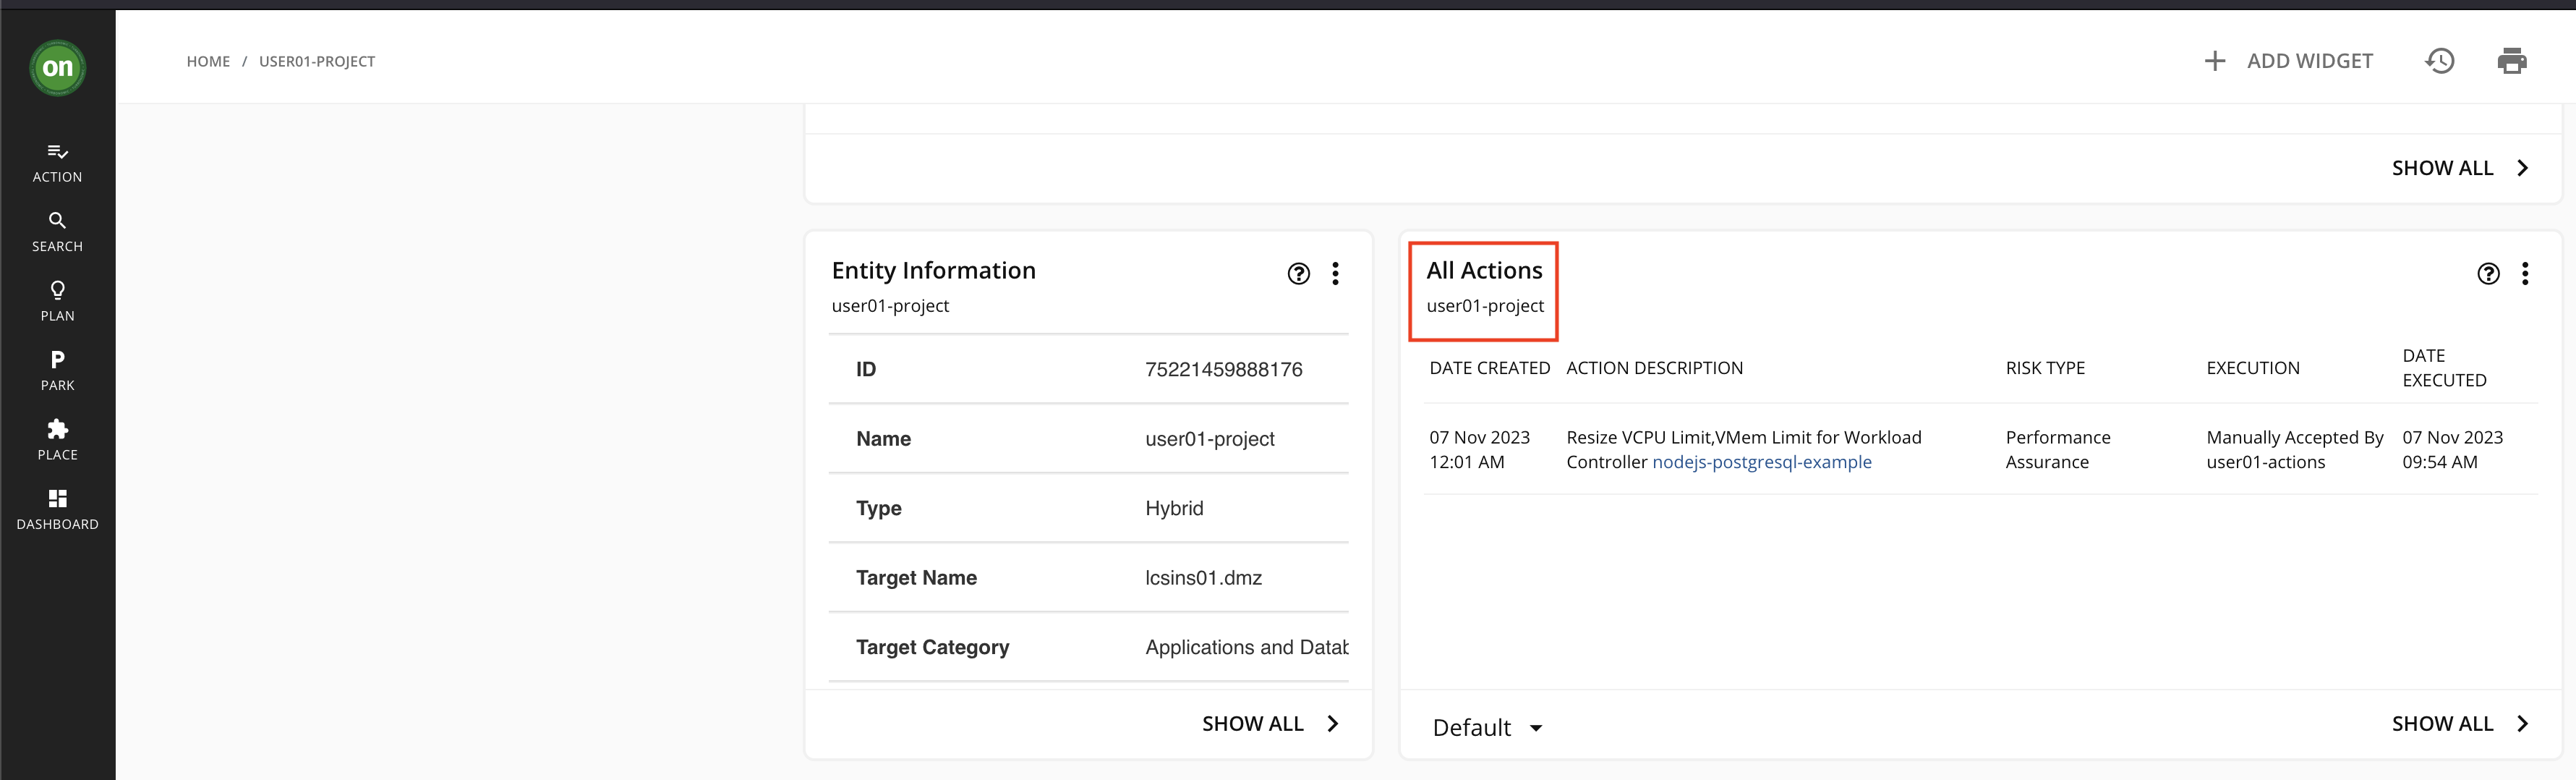 on
HOME / USER01-PROJECT
ADD WIDGET
ACTION
SEARCH
PLAN
P
PARK
PLACE
DASHBOARD
SHOW ALL
Entity Information
user01-project
ID 75221459888176
Name user01-project
Type Hybrid
Target Name lcsins01.dmz
Target Category Applications and Datab
SHOW ALL
All Actions
user01-project
DATE CREATED ACTION DESCRIPTION RISK TYPE EXECUTION DATE EXECUTED
07 Nov 2023 Resize VCPU Limit,VMem Limit for Workload Performance Manually Accepted By 07 Nov 2023
12:01 AM Controller nodejs-postgresql-example Assurance user01-actions 09:54 AM
Default
SHOW ALL